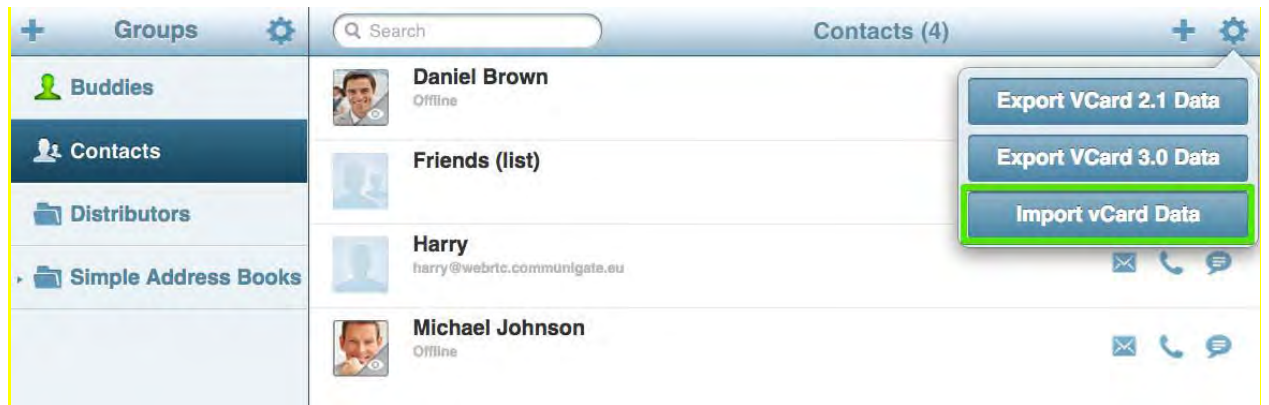 Groups
Search
Contacts (4)
Buddies
Contacts
Distributors
Simple Address Books
Daniel Brown
Offline
Friends (list)
Harry
harry@webrtc.communigate.eu
Michael Johnson
Offline
Export VCard 2.1 Data
Export VCard 3.0 Data
Import vCard Data